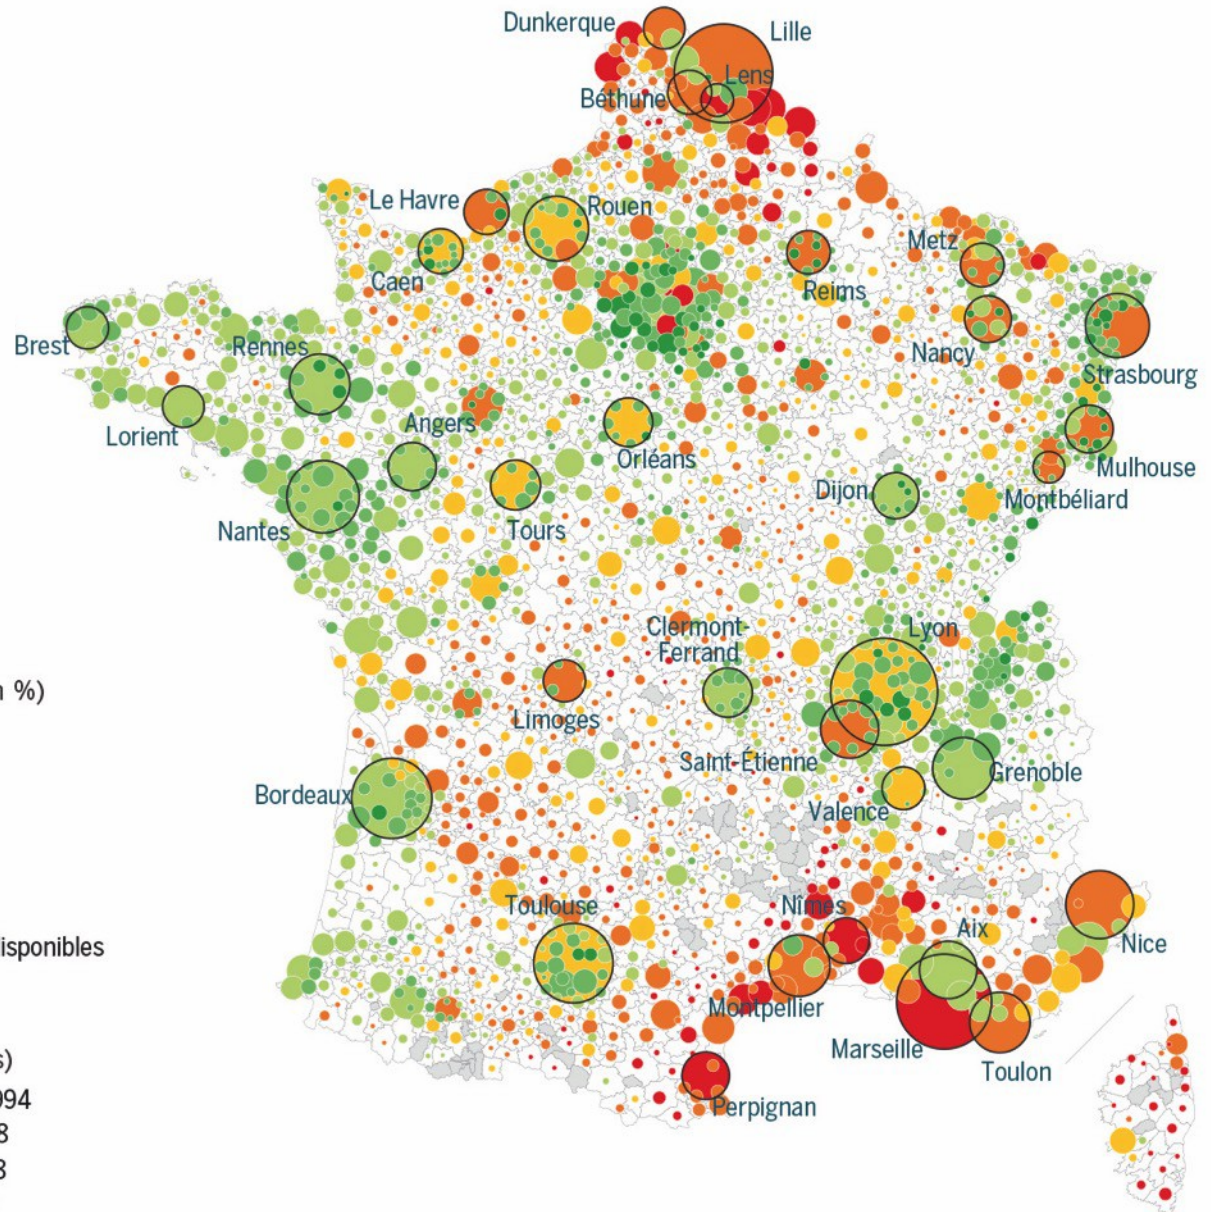 Dunkerque
Lille
Lens
Béthune
Le Havre
Rouen
Metz
Caen
Reims
Brest
Rennes
Nancy
Strasbourg
Lorient
Angers
Orléans
Mulhouse
Dijon
Montbéliard
Nantes
Tours
Clermont-
Ferrand
Lyon
n %)
Limoges
Saint-Étienne
Grenoble
Bordeaux
Valence
Toulouse
Nîmes
Aix
Nice
isponibles
Montpellier
Marseille
s)
Toulon
994
Perpignan
8
3